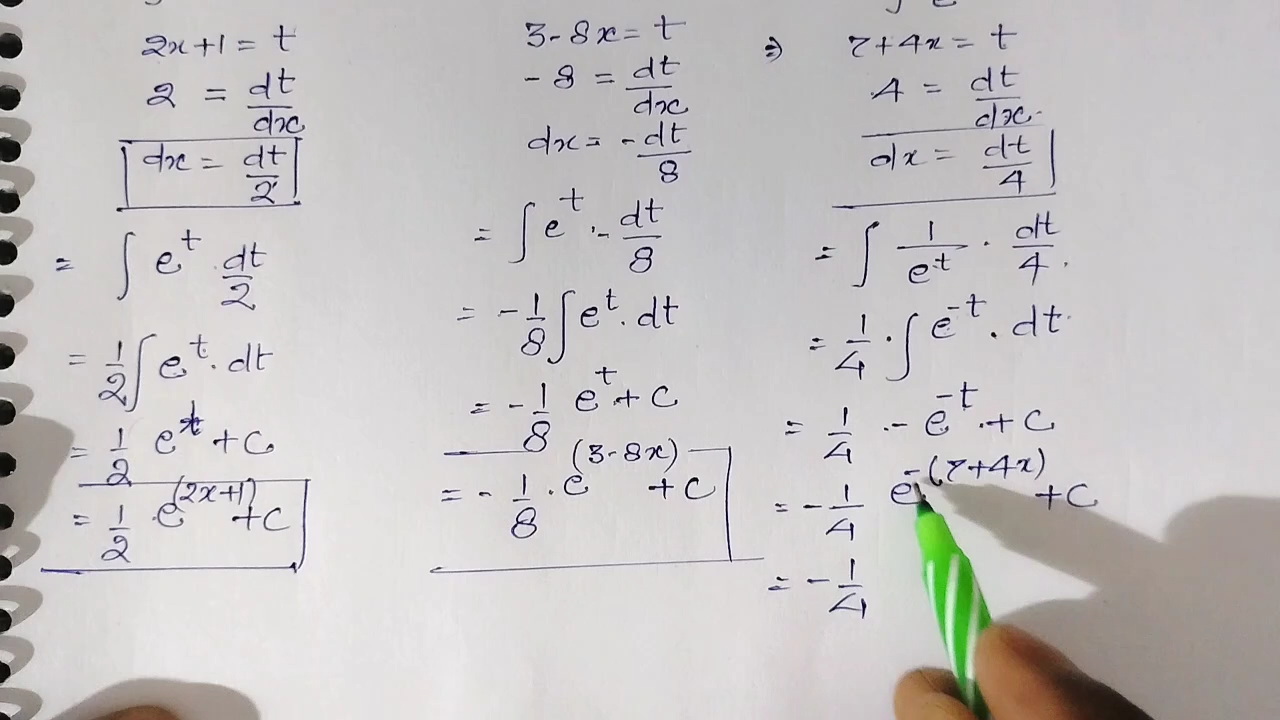 2x+1 = t
2 = dt/dx
dx = dt/2
= ∫ e^t dt/2
= 1/2 ∫ e^t . dt
= 1/2 e^t + C
= 1/2 . e^(2x+1) + C
3-8x = t
-8 = dt/dx
dx = -dt/8
= ∫ e^t . -dt/8
= -1/8 ∫ e^t . dt
= -1/8 e^t + C
= -1/8 . e^(3-8x) + C
⇒ 7+4x = t
4 = dt/dx.
dx = dt/4
= ∫ 1/e^t . dt/4.
= 1/4 . ∫ e^-t . dt
= 1/4 . - e^-t . + C
= -1/4 e^-(7+4x) + C
= -1/4